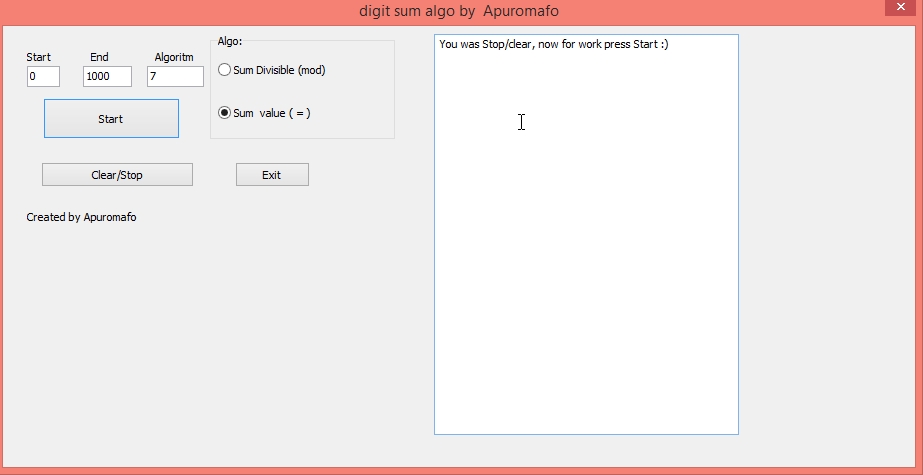 digit sum algo by Apuromafo
Start End Algoritm
0 1000 7
Start
Clear/Stop Exit
Created by Apuromafo
Algo:
Sum Divisible (mod)
Sum value ( = )
You was Stop/clear, now for work press Start :)